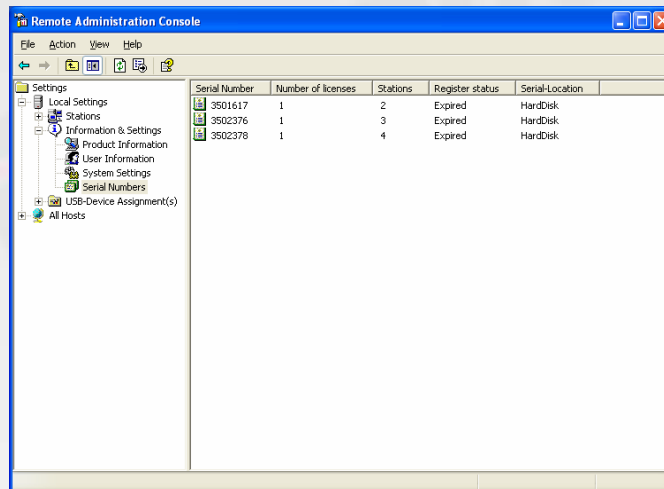 Remote Administration Console
File Action View Help
Settings
Local Settings
Stations
Information & Settings
Product Information
User Information
System Settings
Serial Numbers
USB-Device Assignment(s)
All Hosts
Serial Number Number of licenses Stations Register status Serial-Location
3501617 1 2 Expired HardDisk
3502376 1 3 Expired HardDisk
3502378 1 4 Expired HardDisk